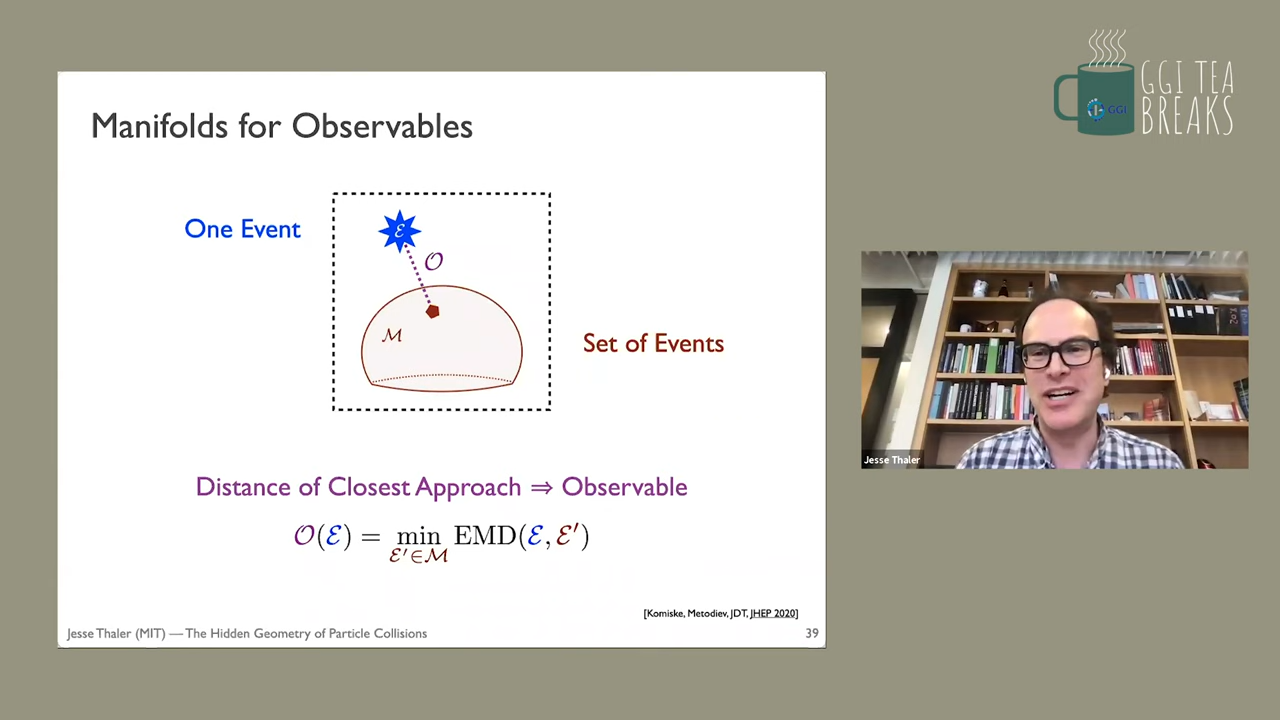 Manifolds for Observables
One Event
ℰ
𝒪
ℳ
Set of Events
Distance of Closest Approach ⇒ Observable
𝒪(ℰ) = min EMD(ℰ, ℰ′)
ℰ′∈ℳ
[Komiske, Metodiev, JDT, JHEP 2020]
Jesse Thaler (MIT) — The Hidden Geometry of Particle Collisions
39
GGI TEA
BREAKS
GGI
Jesse Thaler